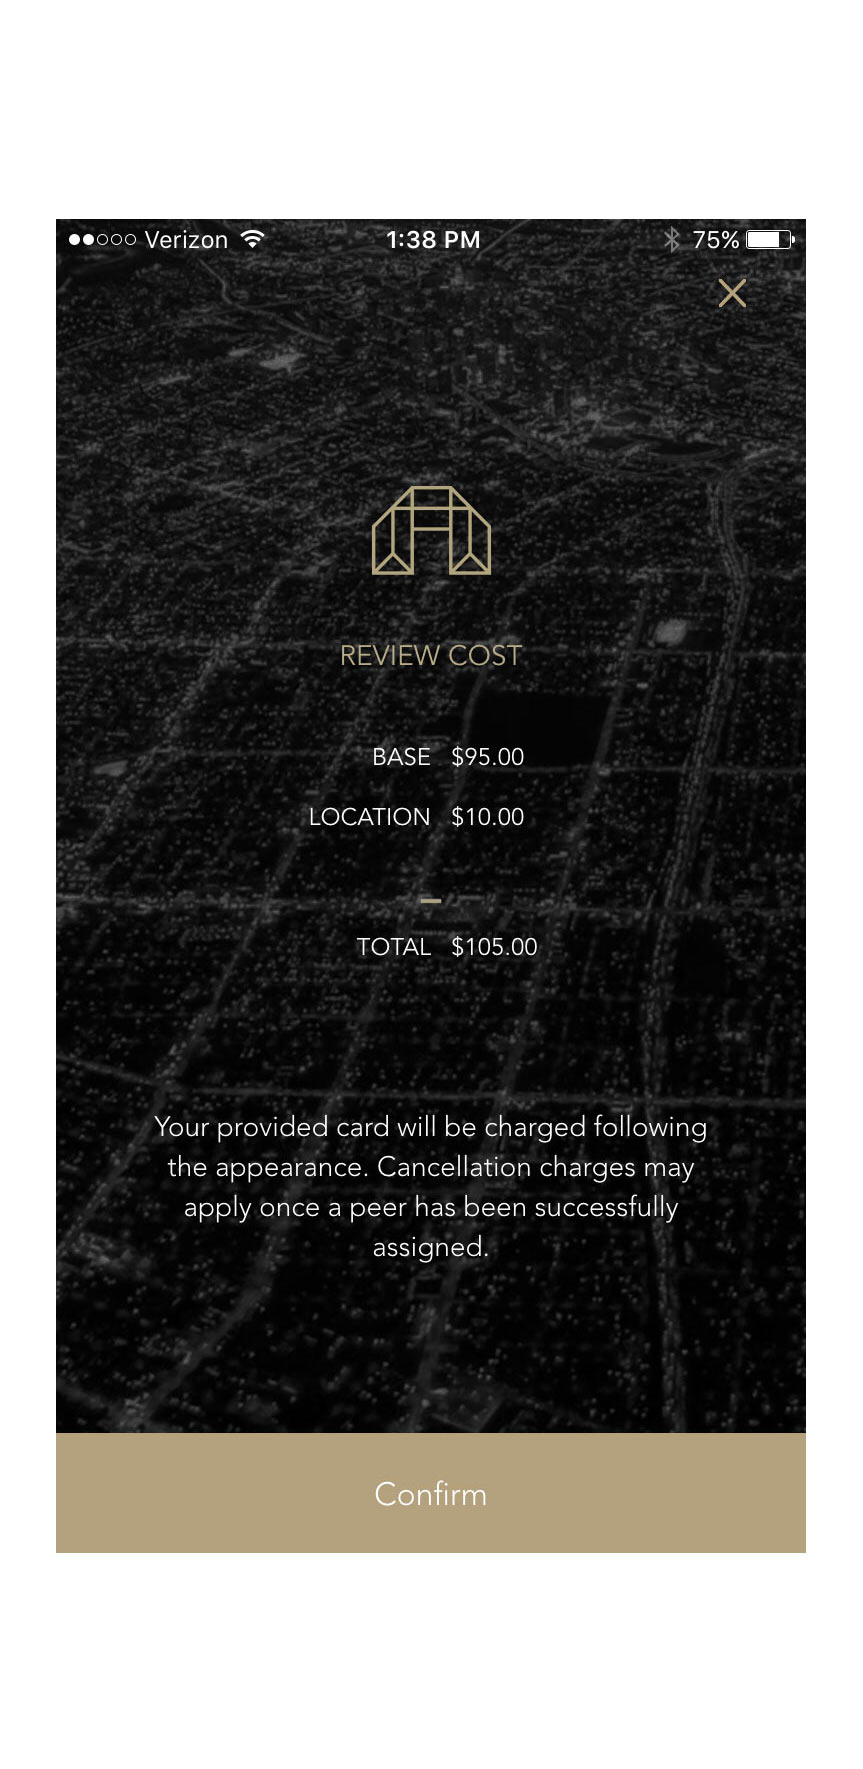 Verizon 1:38 PM 75%
REVIEW COST
BASE $95.00
LOCATION $10.00
TOTAL $105.00
Your provided card will be charged following
the appearance. Cancellation charges may
apply once a peer has been successfully
assigned.
Confirm